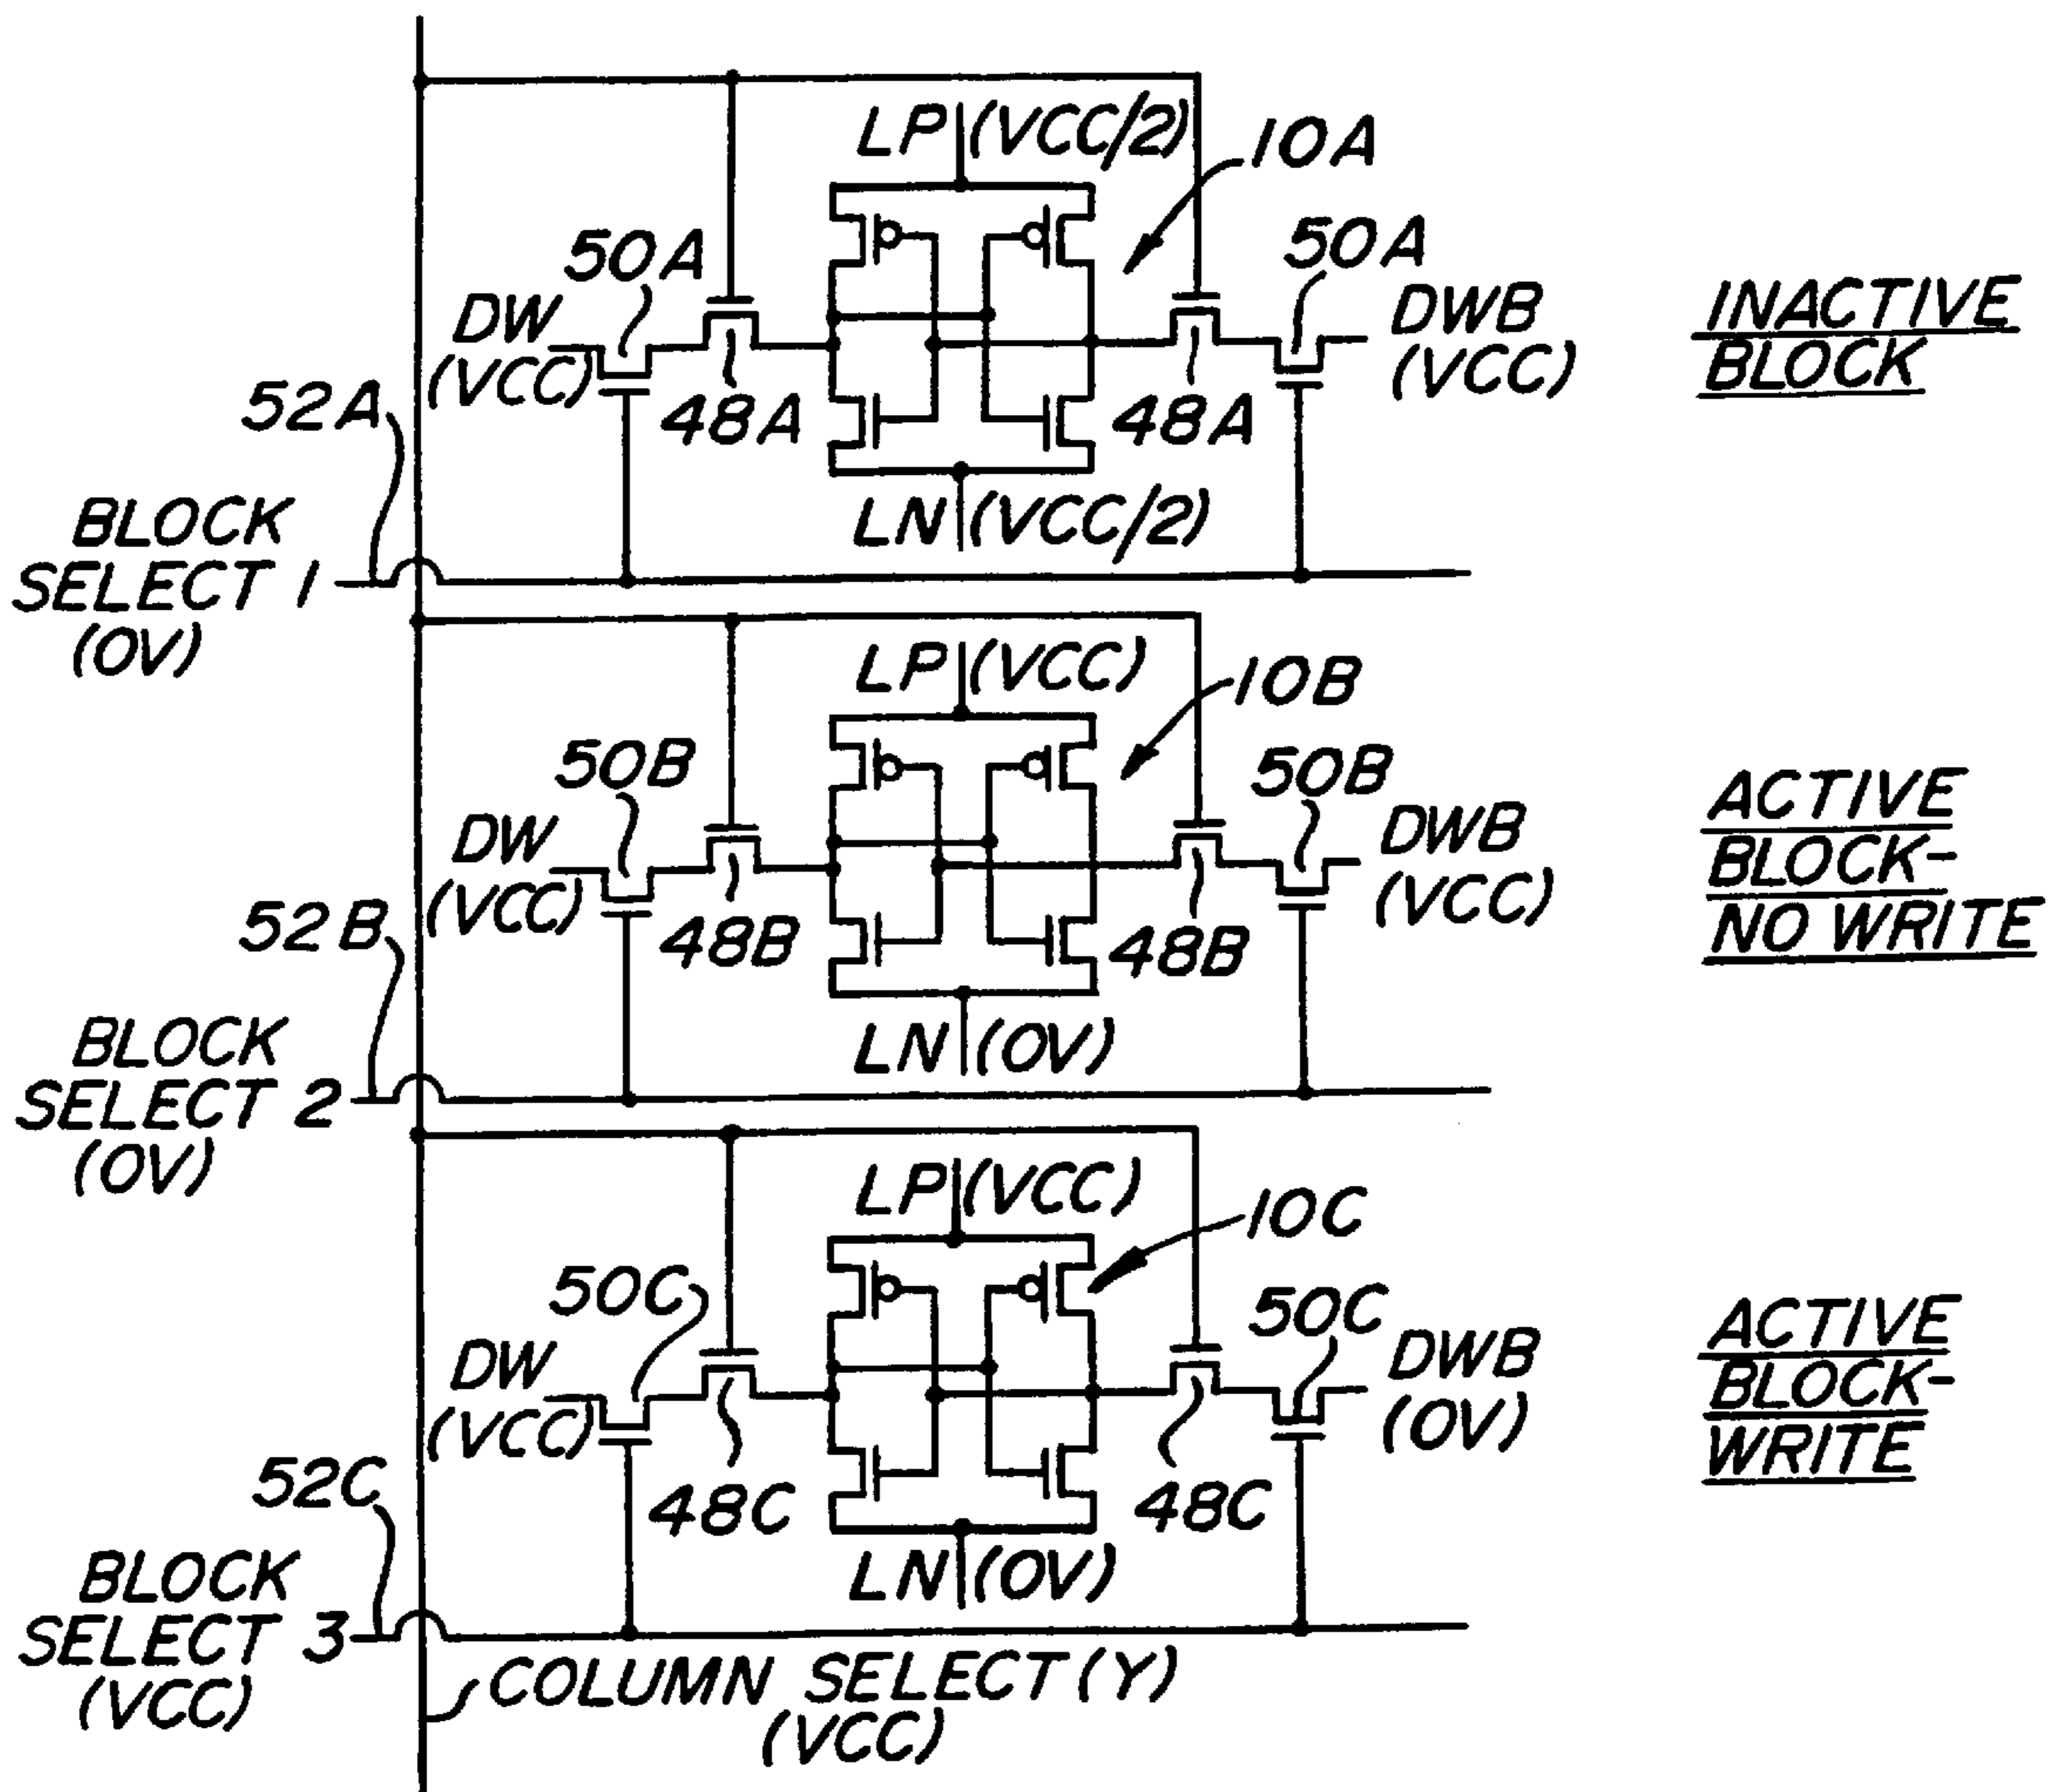 LP (VCC/2)
10A
50A
50A
DW
(VCC)
DWB
(VCC)
INACTIVE
BLOCK
52A
48A
48A
LN (VCC/2)
BLOCK
SELECT 1
(0V)
LP (VCC)
10B
50B
50B
DW
(VCC)
DWB
(VCC)
ACTIVE
BLOCK-
NO WRITE
52B
48B
48B
LN (0V)
BLOCK
SELECT 2
(0V)
LP (VCC)
10C
50C
50C
DW
(VCC)
DWB
(0V)
ACTIVE
BLOCK-
WRITE
52C
48C
48C
LN (0V)
BLOCK
SELECT 3
(VCC)
COLUMN SELECT (Y)
(VCC)